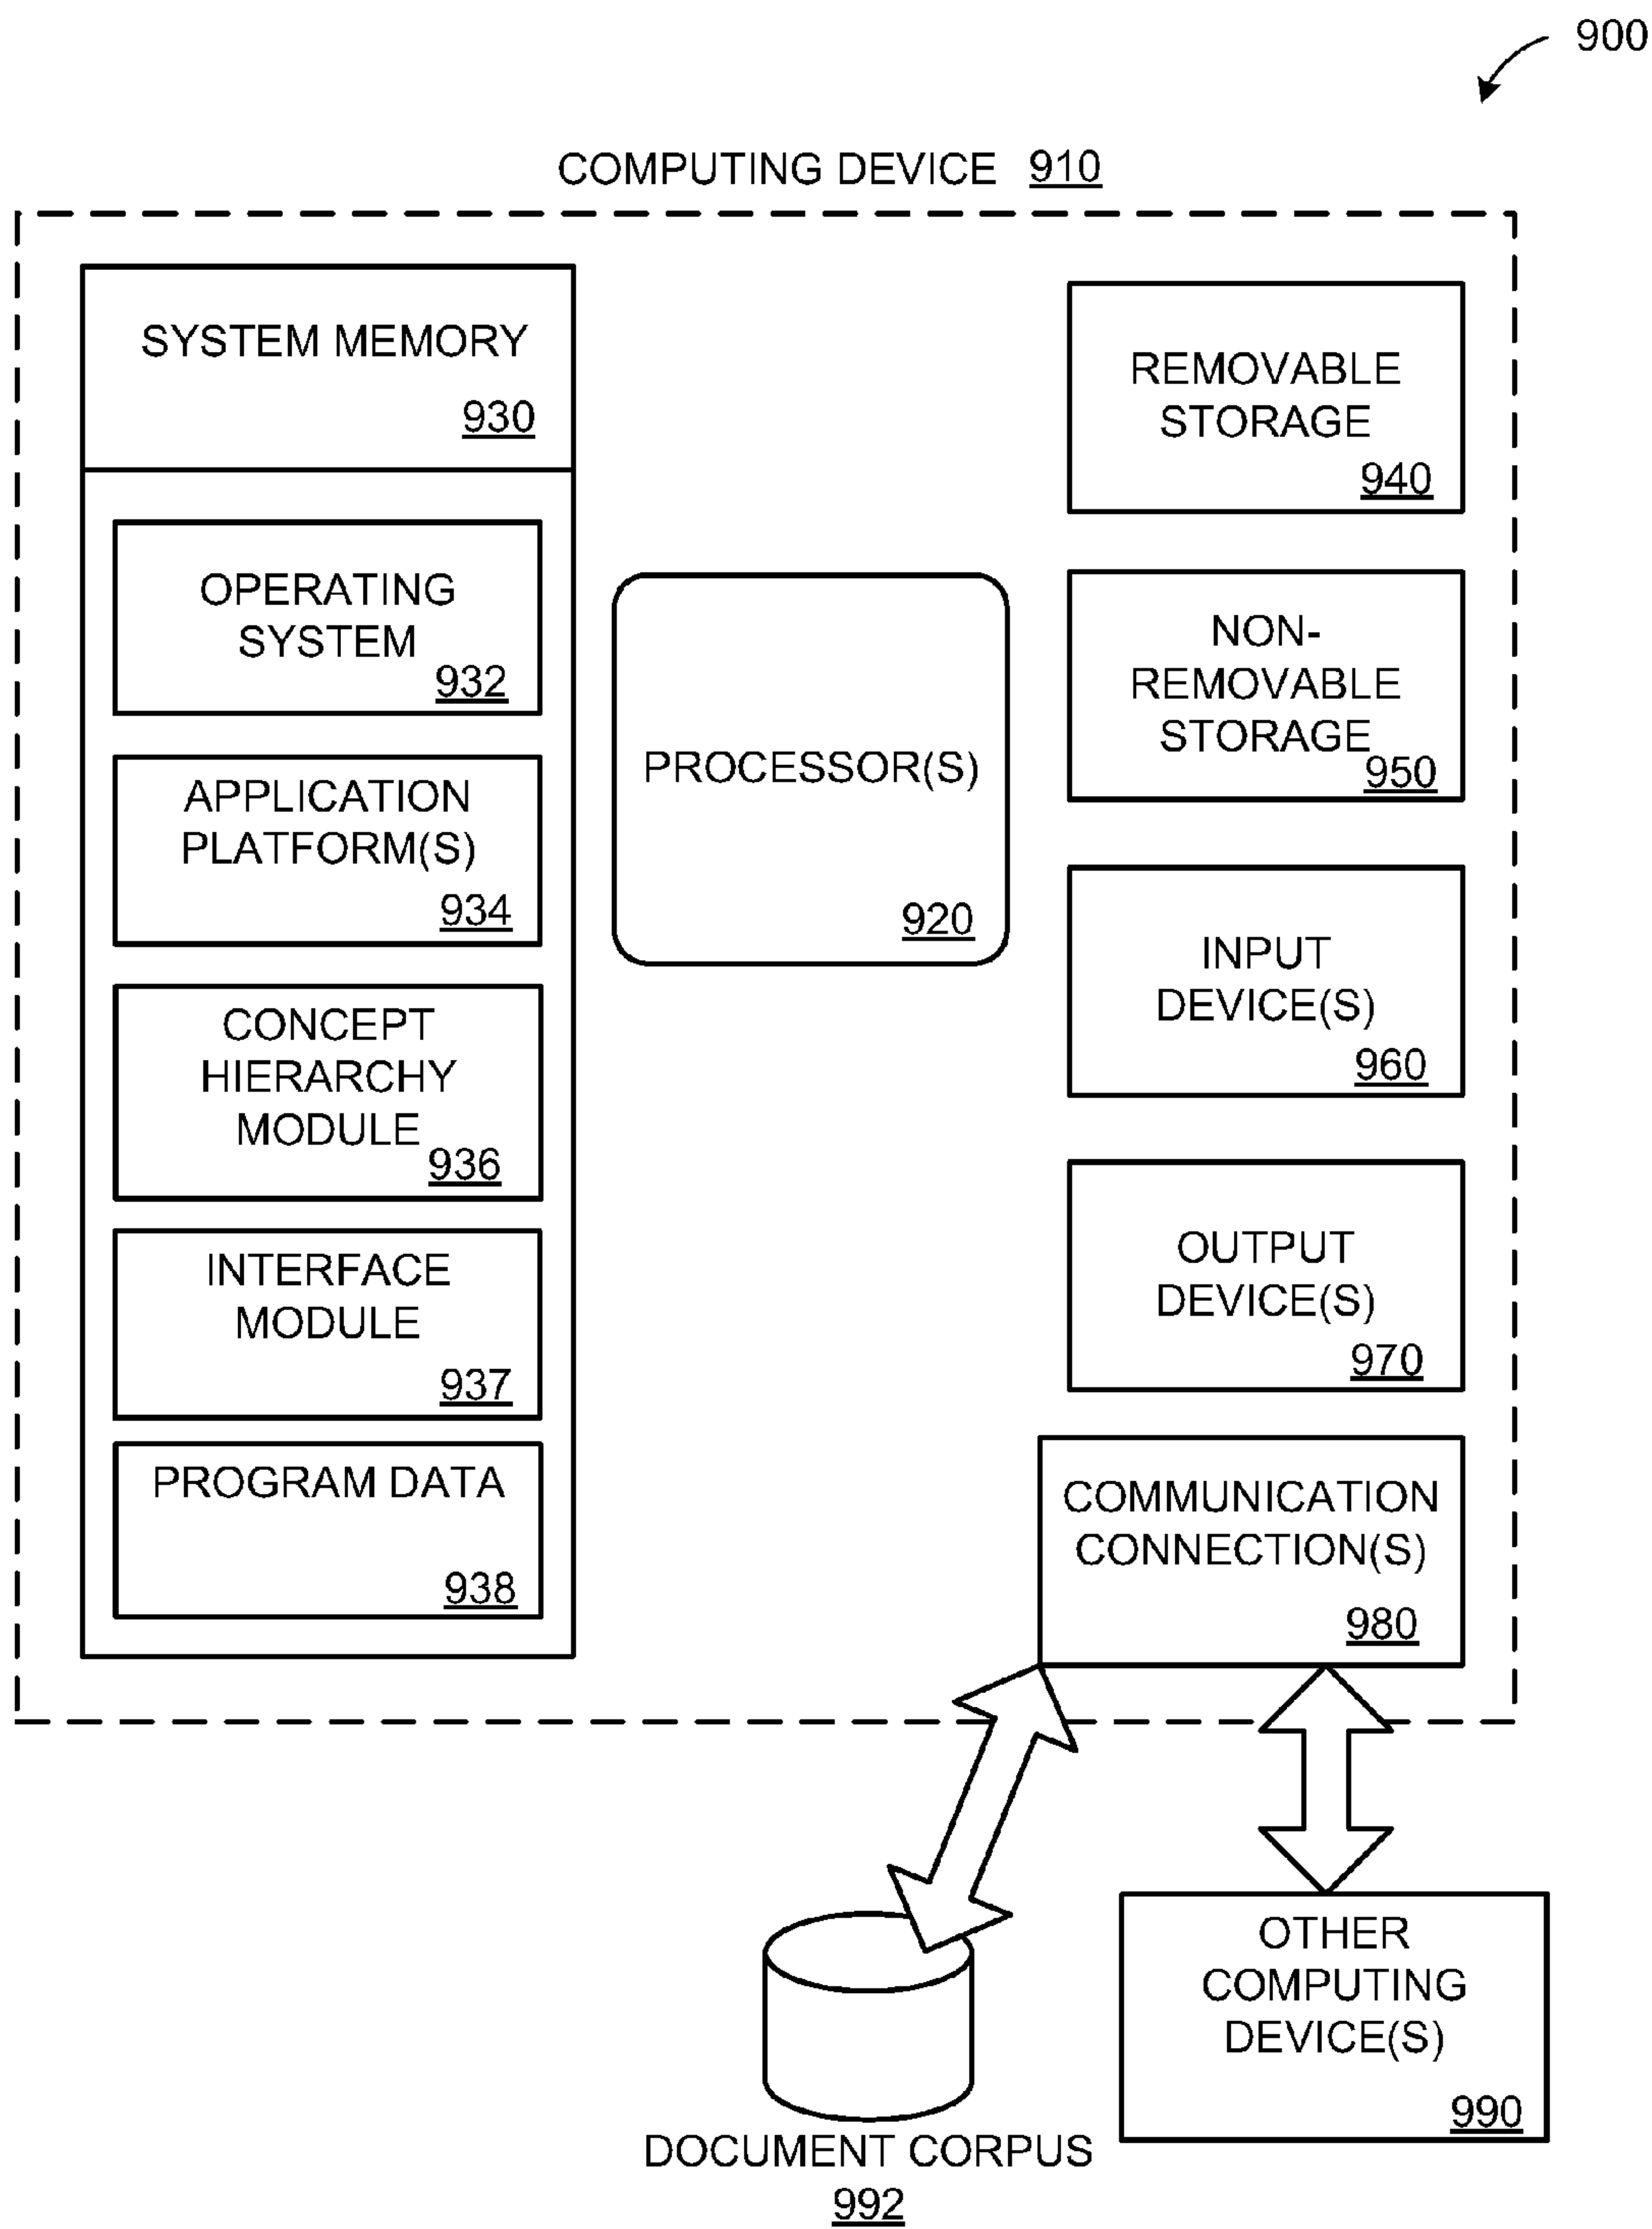 900
COMPUTING DEVICE 910
SYSTEM MEMORY
930
OPERATING
SYSTEM
932
APPLICATION
PLATFORM(S)
934
CONCEPT
HIERARCHY
MODULE
936
INTERFACE
MODULE
937
PROGRAM DATA
938
PROCESSOR(S)
920
REMOVABLE
STORAGE
940
NON-
REMOVABLE
STORAGE
950
INPUT
DEVICE(S)
960
OUTPUT
DEVICE(S)
970
COMMUNICATION
CONNECTION(S)
980
DOCUMENT CORPUS
992
OTHER
COMPUTING
DEVICE(S)
990